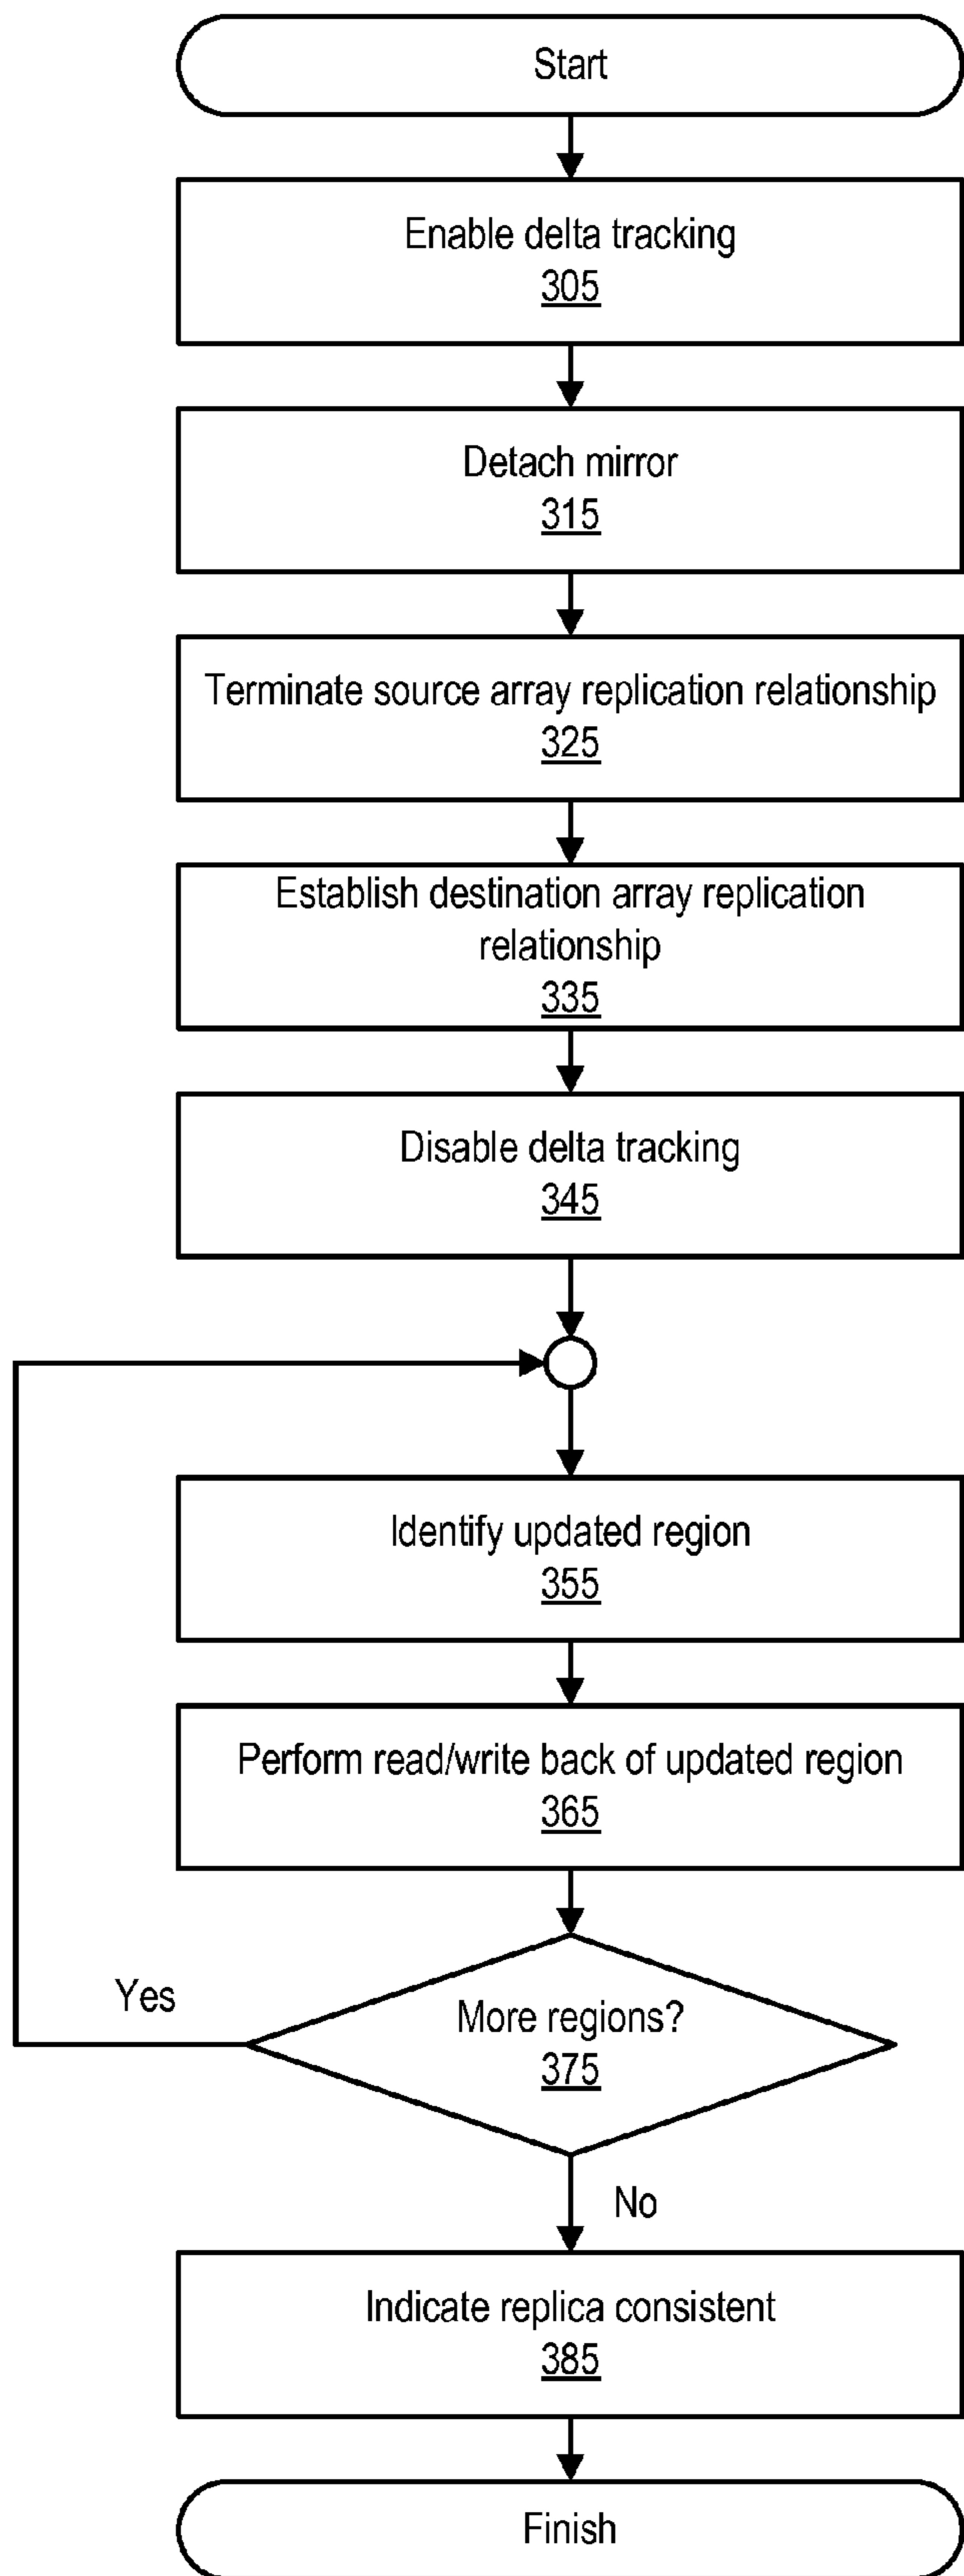 Start
Enable delta tracking
305
Detach mirror
315
Terminate source array replication relationship
325
Establish destination array replication
relationship
335
Disable delta tracking
345
Identify updated region
355
Perform read/write back of updated region
365
Yes
More regions?
375
No
Indicate replica consistent
385
Finish